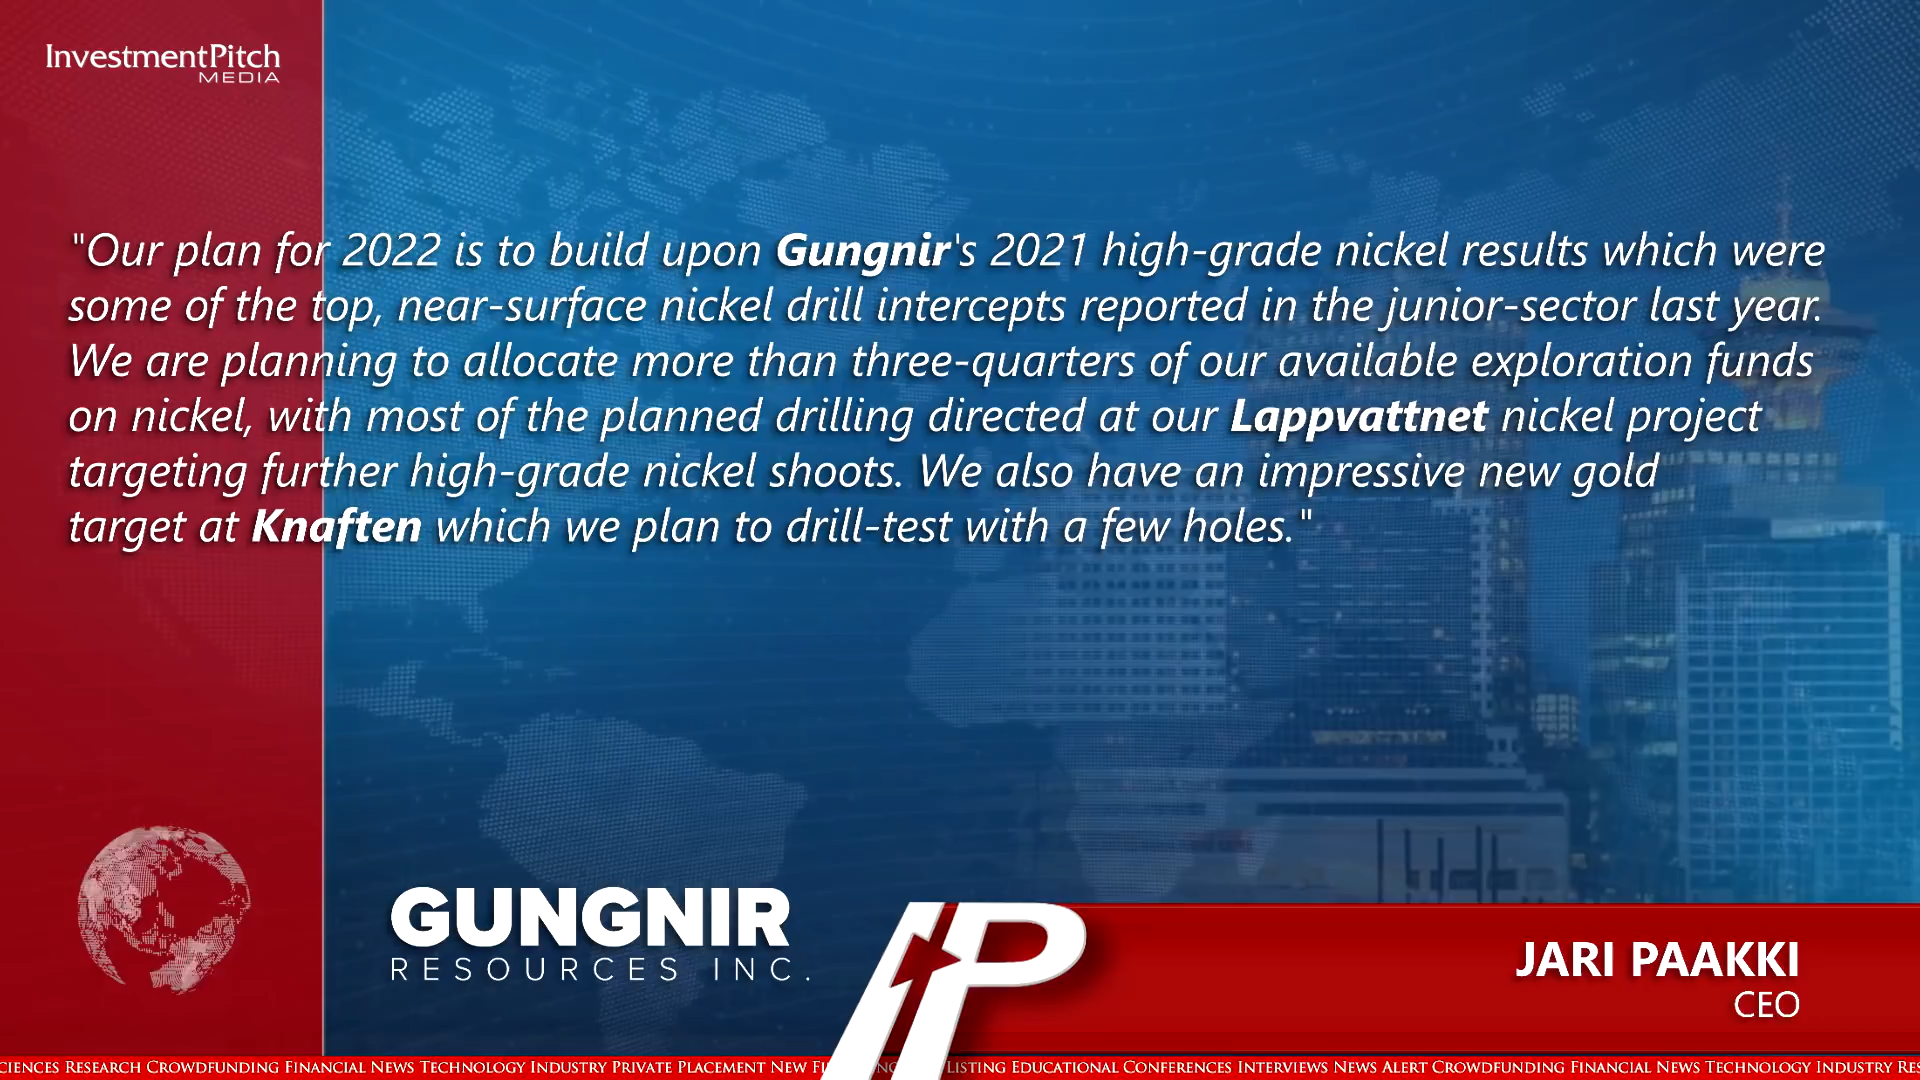 InvestmentPitch
MEDIA
"Our plan for 2022 is to build upon Gungnir's 2021 high-grade nickel results which were
some of the top, near-surface nickel drill intercepts reported in the junior-sector last year.
We are planning to allocate more than three-quarters of our available exploration funds
on nickel, with most of the planned drilling directed at our Lappvattnet nickel project
targeting further high-grade nickel shoots. We also have an impressive new gold
target at Knaften which we plan to drill-test with a few holes."
GUNGNIR
RESOURCES INC.
IP
JARI PAAKKI
CEO
RESEARCH CROWDFUNDING FINANCIAL NEWS TECHNOLOGY INDUSTRY PRIVATE PLACEMENT NEW LISTING EDUCATIONAL CONFERENCES INTERVIEWS NEWS ALERT CROWDFUNDING FINANCIAL NEWS TECHNOLOGY INDUSTRY